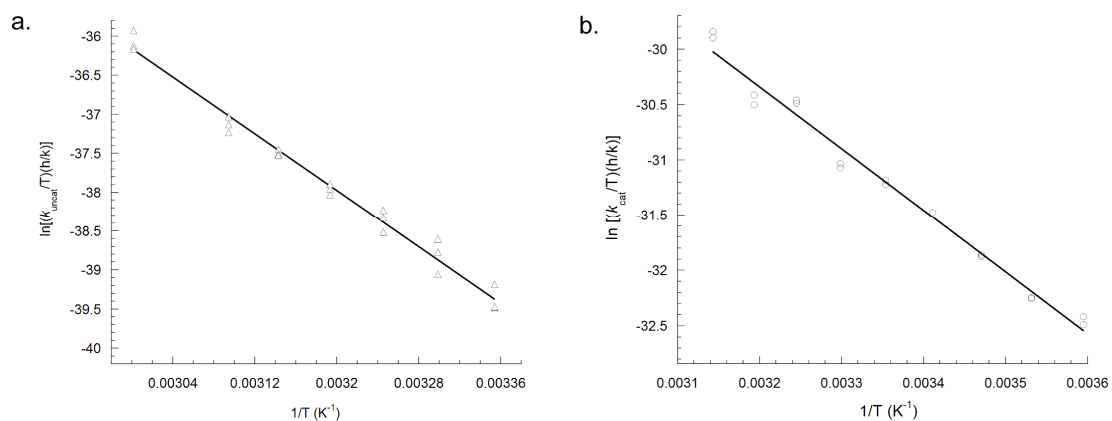 a.
ln[(k_uncat/T)(h/k)]
-36
-36.5
-37
-37.5
-38
-38.5
-39
-39.5
-40
0.00304 0.00312 0.0032 0.00328 0.00336
1/T (K⁻¹)
b.
ln [(k_cat/T)(h/k)]
-30
-30.5
-31
-31.5
-32
-32.5
0.0031 0.0032 0.0033 0.0034 0.0035 0.0036
1/T (K⁻¹)